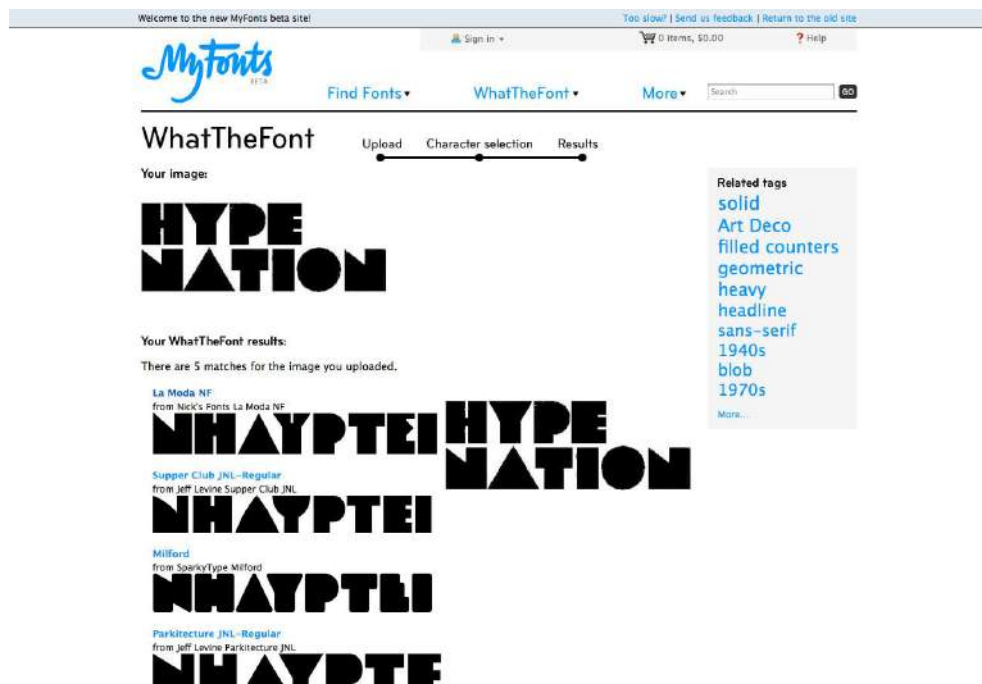 Welcome to the new MyFonts beta site!
Too slow? | Send us feedback | Return to the old site
MyFonts
BETA
Sign in
0 items, $0.00
? Help
Find Fonts
WhatTheFont
More
Search
GO
WhatTheFont
Upload
Character selection
Results
Your image:
HYPE
NATION
Your WhatTheFont results:
There are 5 matches for the image you uploaded.
La Moda NF
from Nick's Fonts La Moda NF
NHAYPTEI
HYPE
NATION
Supper Club JNL-Regular
from Jeff Levine Supper Club JNL
NHAYPTEI
Milford
from SparkyType Milford
NHAYPTEI
Parkitecture JNL-Regular
from Jeff Levine Parkitecture JNL
NHAYPTE
Related tags
solid
Art Deco
filled counters
geometric
heavy
headline
sans-serif
1940s
blob
1970s
More...